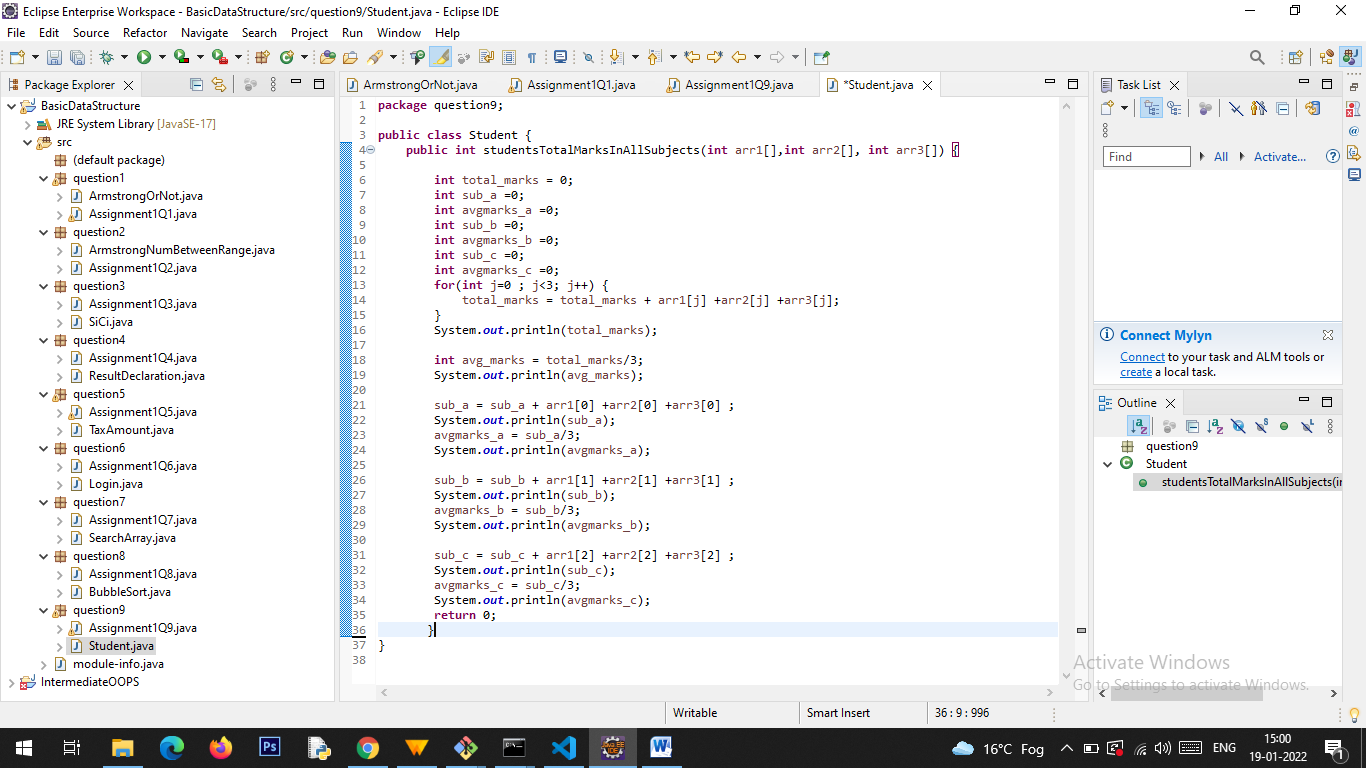 Eclipse Enterprise Workspace - BasicDataStructure/src/question9/Student.java - Eclipse IDE
File Edit Source Refactor Navigate Search Project Run Window Help
Package Explorer
BasicDataStructure
JRE System Library [JavaSE-17]
src
(default package)
question1
ArmstrongOrNot.java
Assignment1Q1.java
question2
ArmstrongNumBetweenRange.java
Assignment1Q2.java
question3
Assignment1Q3.java
SiCi.java
question4
Assignment1Q4.java
ResultDeclaration.java
question5
Assignment1Q5.java
TaxAmount.java
question6
Assignment1Q6.java
Login.java
question7
Assignment1Q7.java
SearchArray.java
question8
Assignment1Q8.java
BubbleSort.java
question9
Assignment1Q9.java
Student.java
module-info.java
IntermediateOOPS
ArmstrongOrNot.java Assignment1Q1.java Assignment1Q9.java *Student.java
1 package question9;
2
3 public class Student {
4 public int studentsTotalMarksInAllSubjects(int arr1[],int arr2[], int arr3[]) {
5
6 int total_marks = 0;
7 int sub_a =0;
8 int avgmarks_a =0;
9 int sub_b =0;
10 int avgmarks_b =0;
11 int sub_c =0;
12 int avgmarks_c =0;
13 for(int j=0 ; j<3; j++) {
14 total_marks = total_marks + arr1[j] +arr2[j] +arr3[j];
15 }
16 System.out.println(total_marks);
17
18 int avg_marks = total_marks/3;
19 System.out.println(avg_marks);
20
21 sub_a = sub_a + arr1[0] +arr2[0] +arr3[0] ;
22 System.out.println(sub_a);
23 avgmarks_a = sub_a/3;
24 System.out.println(avgmarks_a);
25
26 sub_b = sub_b + arr1[1] +arr2[1] +arr3[1] ;
27 System.out.println(sub_b);
28 avgmarks_b = sub_b/3;
29 System.out.println(avgmarks_b);
30
31 sub_c = sub_c + arr1[2] +arr2[2] +arr3[2] ;
32 System.out.println(sub_c);
33 avgmarks_c = sub_c/3;
34 System.out.println(avgmarks_c);
35 return 0;
36 }
37 }
38
Task List
Find All Activate... ?
Connect Mylyn
Connect to your task and ALM tools or
create a local task.
Outline
question9
Student
studentsTotalMarksInAllSubjects(in
Activate Windows
Go to Settings to activate Windows.
Writable Smart Insert 36 : 9 : 996
16°C Fog ENG 15:00
19-01-2022
1